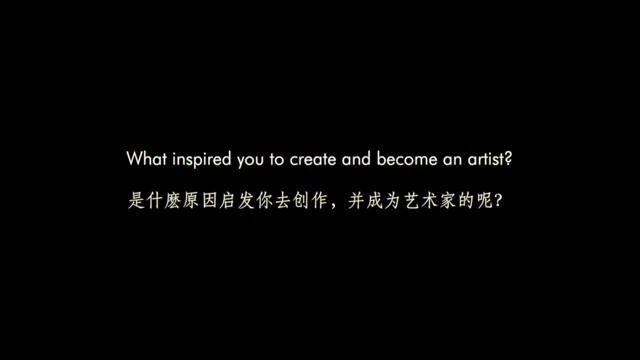 What inspired you to create and become an artist?
是什麽原因启发你去创作，并成为艺术家的呢？